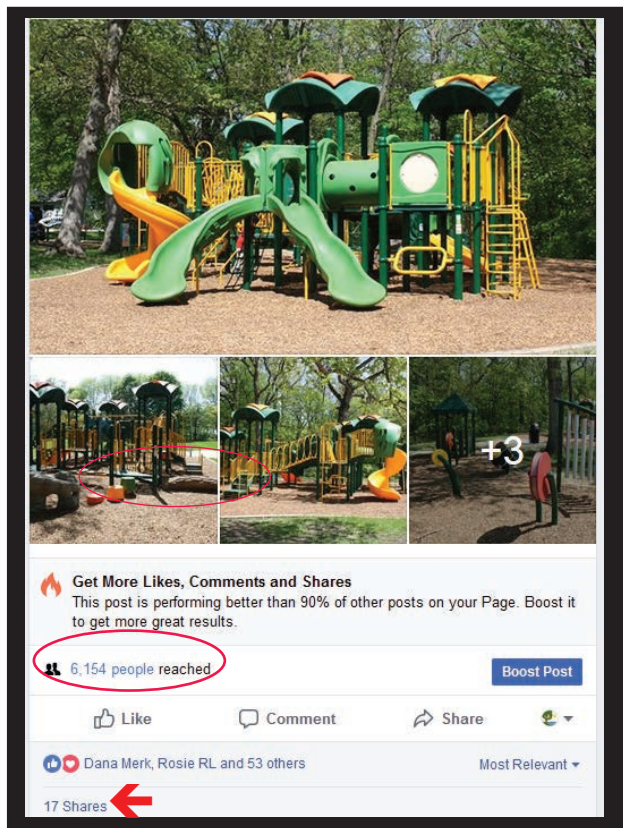 +3
Get More Likes, Comments and Shares
This post is performing better than 90% of other posts on your Page. Boost it
to get more great results.
6,154 people reached
Boost Post
Like
Comment
Share
Dana Merk, Rosie RL and 53 others
Most Relevant
17 Shares